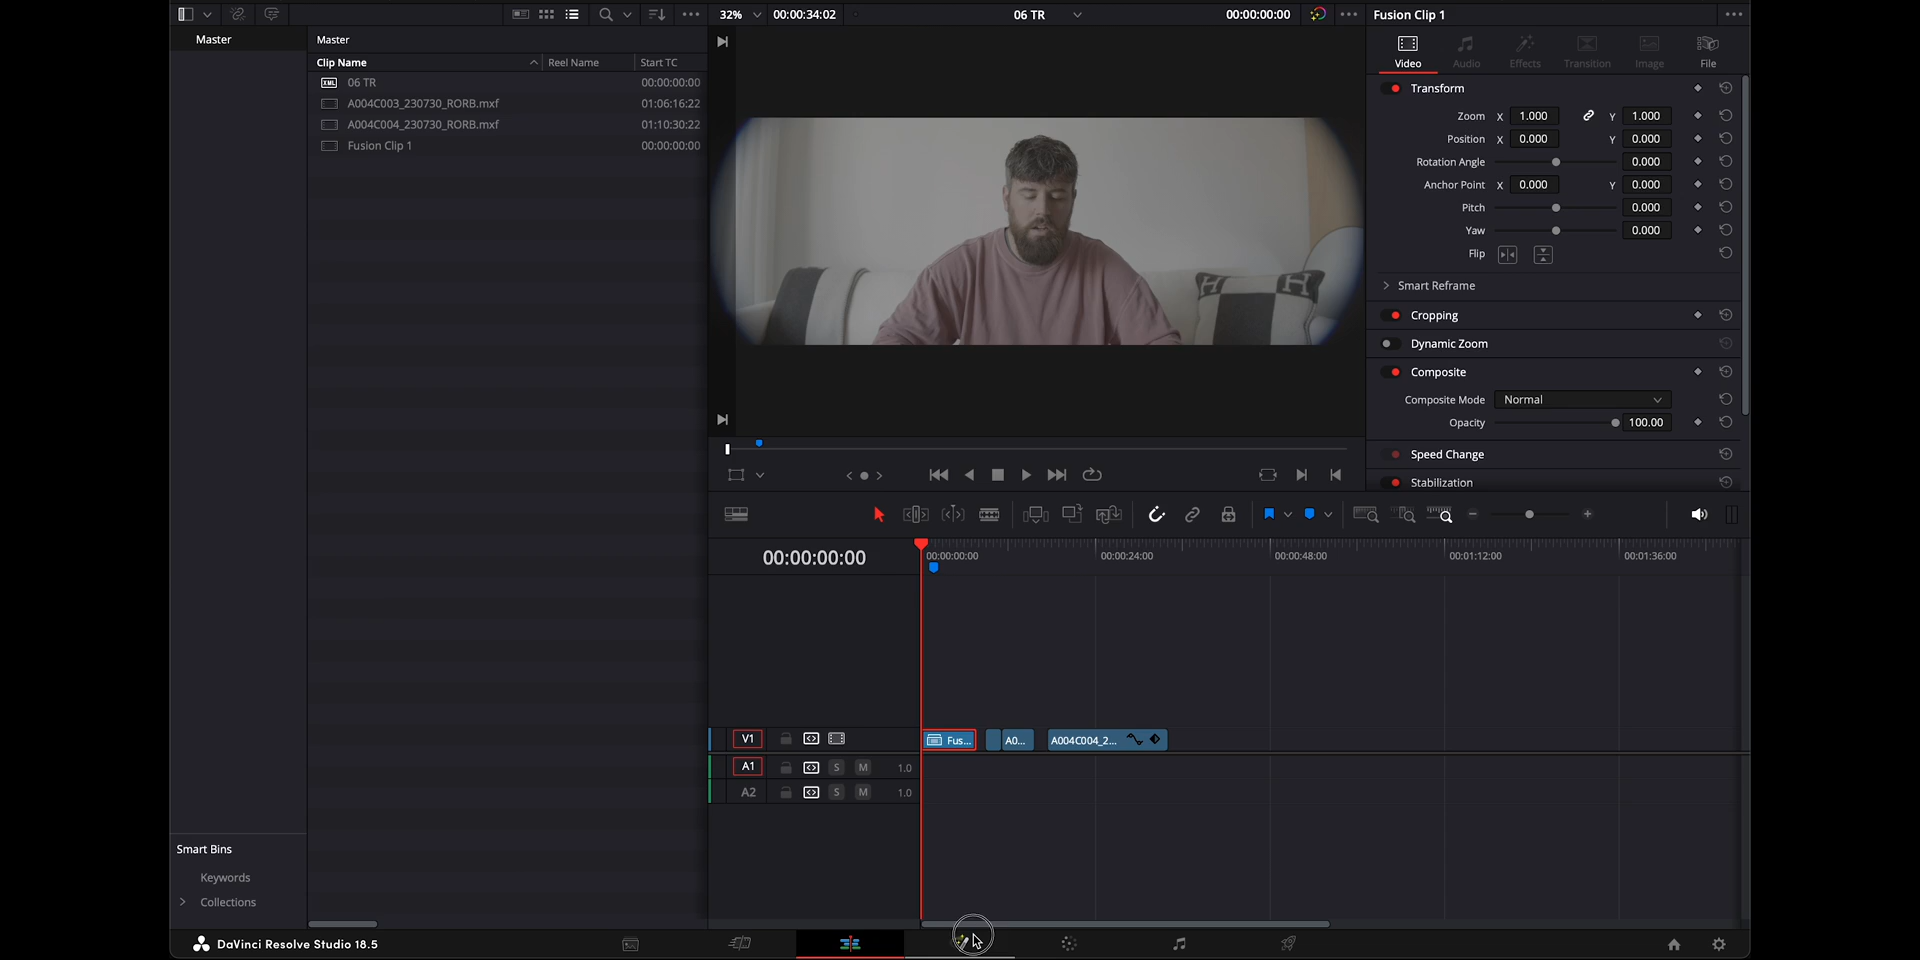 32%
00:00:34:02
06 TR
00:00:00:00
Fusion Clip 1
Master
Master
Video
Audio
Effects
Transition
Image
File
Clip Name
Reel Name
Start TC
06 TR
00:00:00:00
A004C003_230730_RORB.mxf
01:06:16:22
A004C004_230730_RORB.mxf
01:10:30:22
Fusion Clip 1
00:00:00:00
Transform
Zoom X 1.000 Y 1.000
Position X 0.000 Y 0.000
Rotation Angle 0.000
Anchor Point X 0.000 Y 0.000
Pitch 0.000
Yaw 0.000
Flip
Smart Reframe
Cropping
Dynamic Zoom
Composite
Composite Mode Normal
Opacity 100.00
Speed Change
Stabilization
H H
00:00:00:00
00:00:00:00
00:00:24:00
00:00:48:00
00:01:12:00
00:01:36:00
V1
Fus...
A0...
A004C004_2...
A1 S M 1.0
A2 S M 1.0
Smart Bins
Keywords
Collections
DaVinci Resolve Studio 18.5